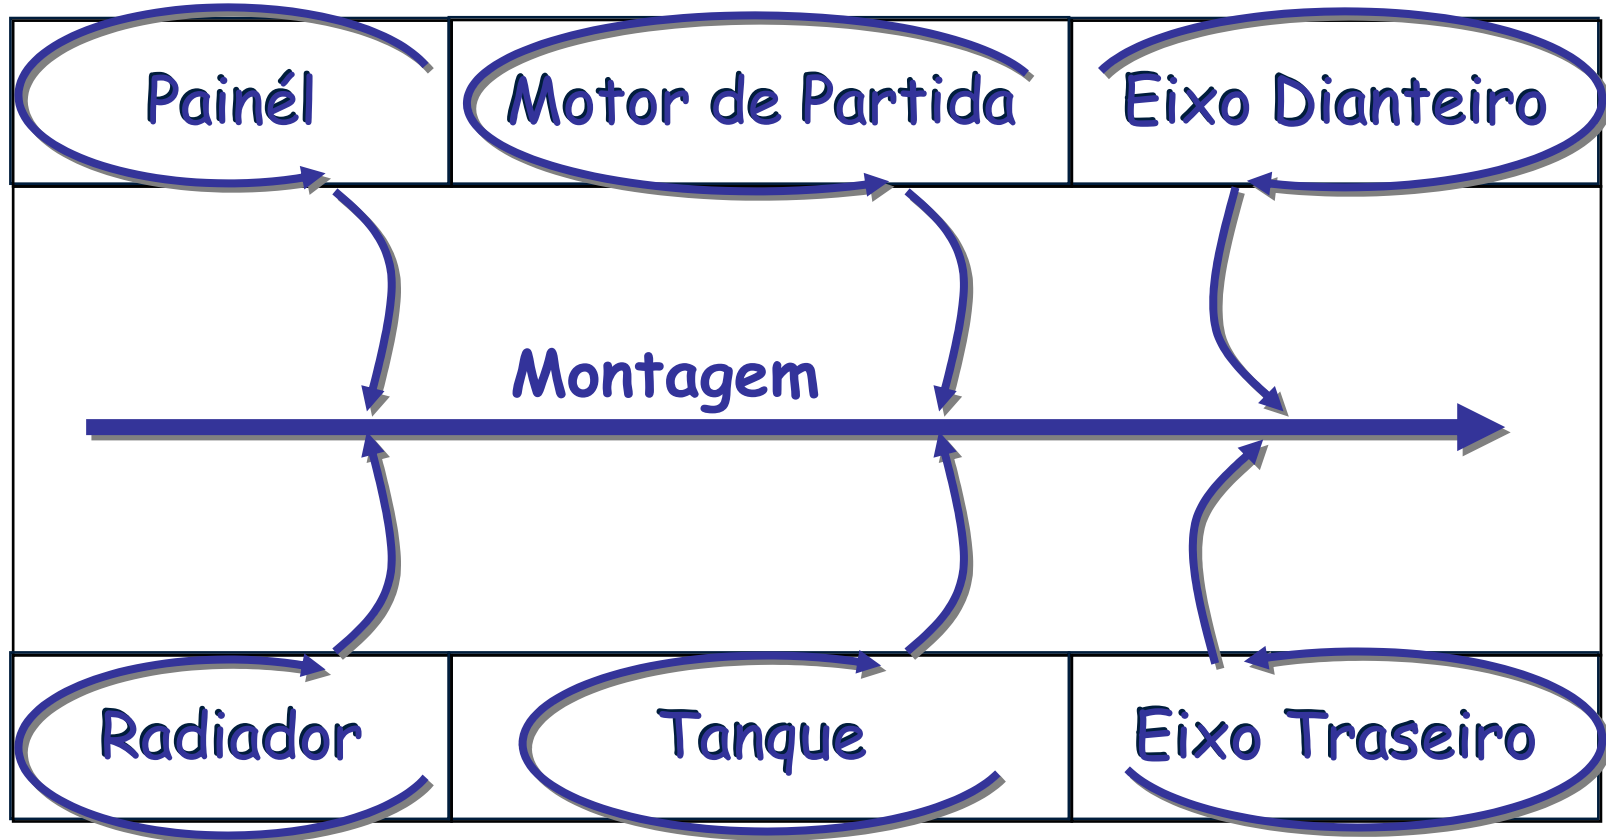 Painél
Motor de Partida
Eixo Dianteiro
Montagem
Radiador
Tanque
Eixo Traseiro